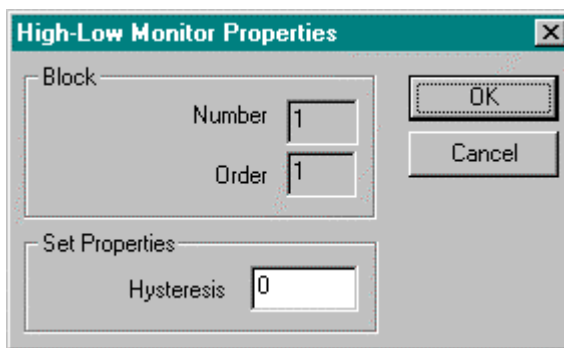 High-Low Monitor Properties
Block
Number 1
Order 1
OK
Cancel
Set Properties
Hysteresis 0